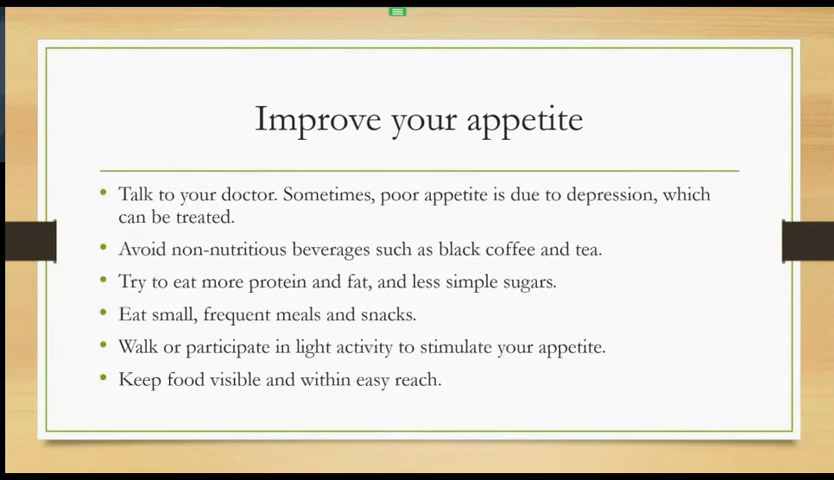 Improve your appetite
• Talk to your doctor. Sometimes, poor appetite is due to depression, which
can be treated.
• Avoid non-nutritious beverages such as black coffee and tea.
• Try to eat more protein and fat, and less simple sugars.
• Eat small, frequent meals and snacks.
• Walk or participate in light activity to stimulate your appetite.
• Keep food visible and within easy reach.